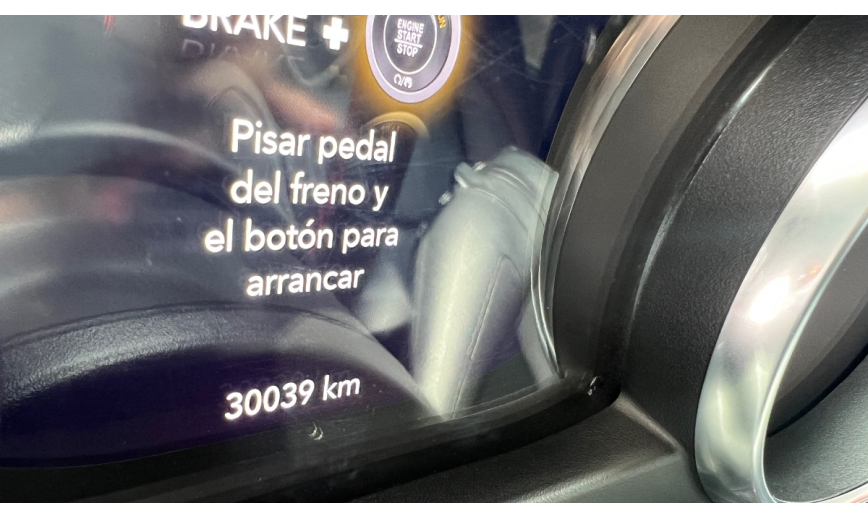 BRAKE +
ENGINE
START
STOP
Pisar pedal
del freno y
el botón para
arrancar
30039 km